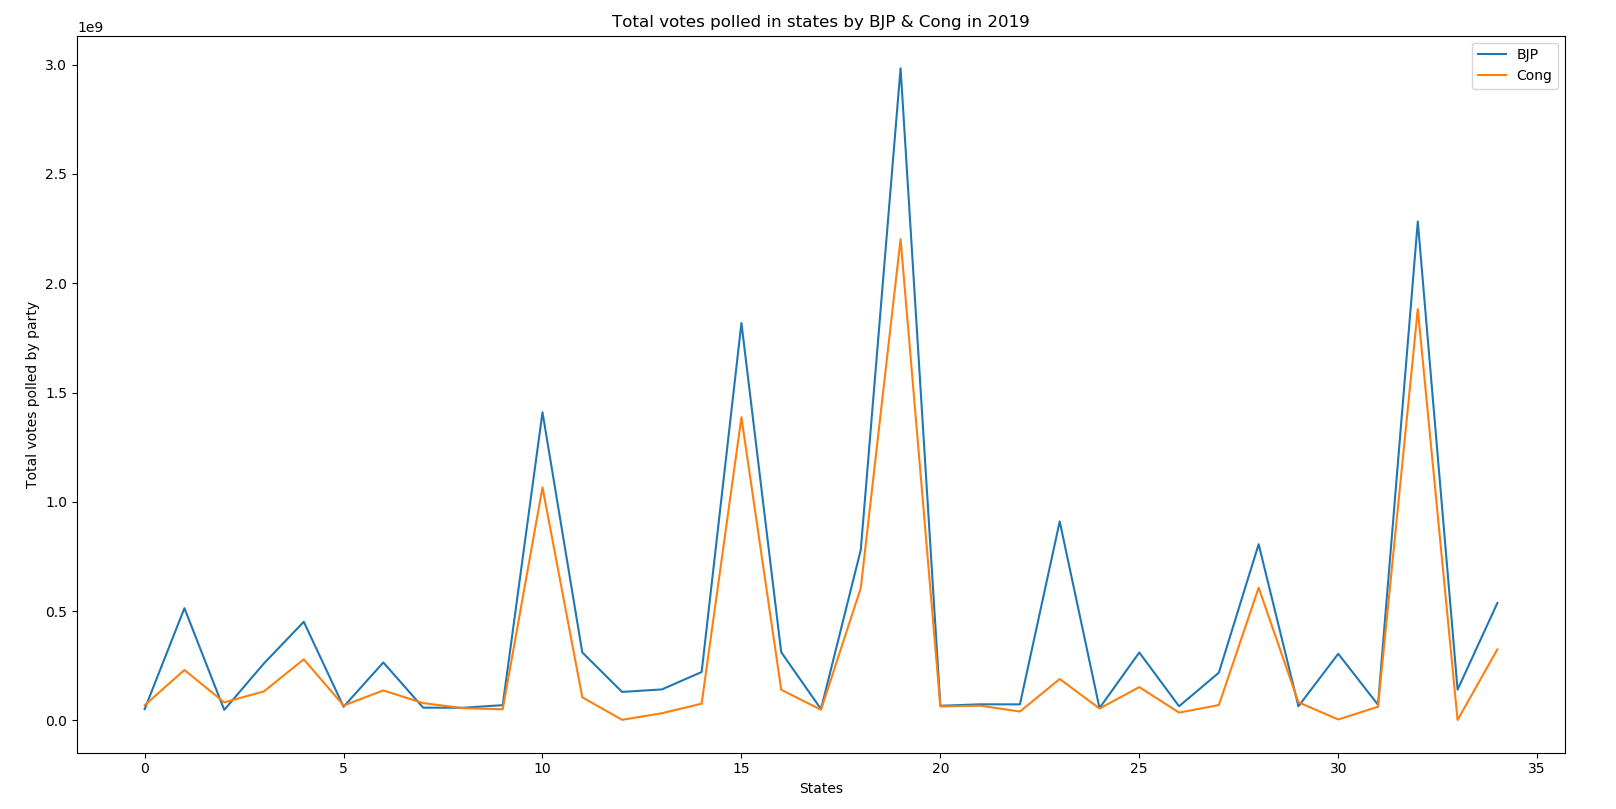 Total votes polled in states by BJP & Cong in 2019
1e9
BJP
Cong
3.0
2.5
2.0
1.5
1.0
0.5
0.0
Total votes polled by party
0 5 10 15 20 25 30 35
States